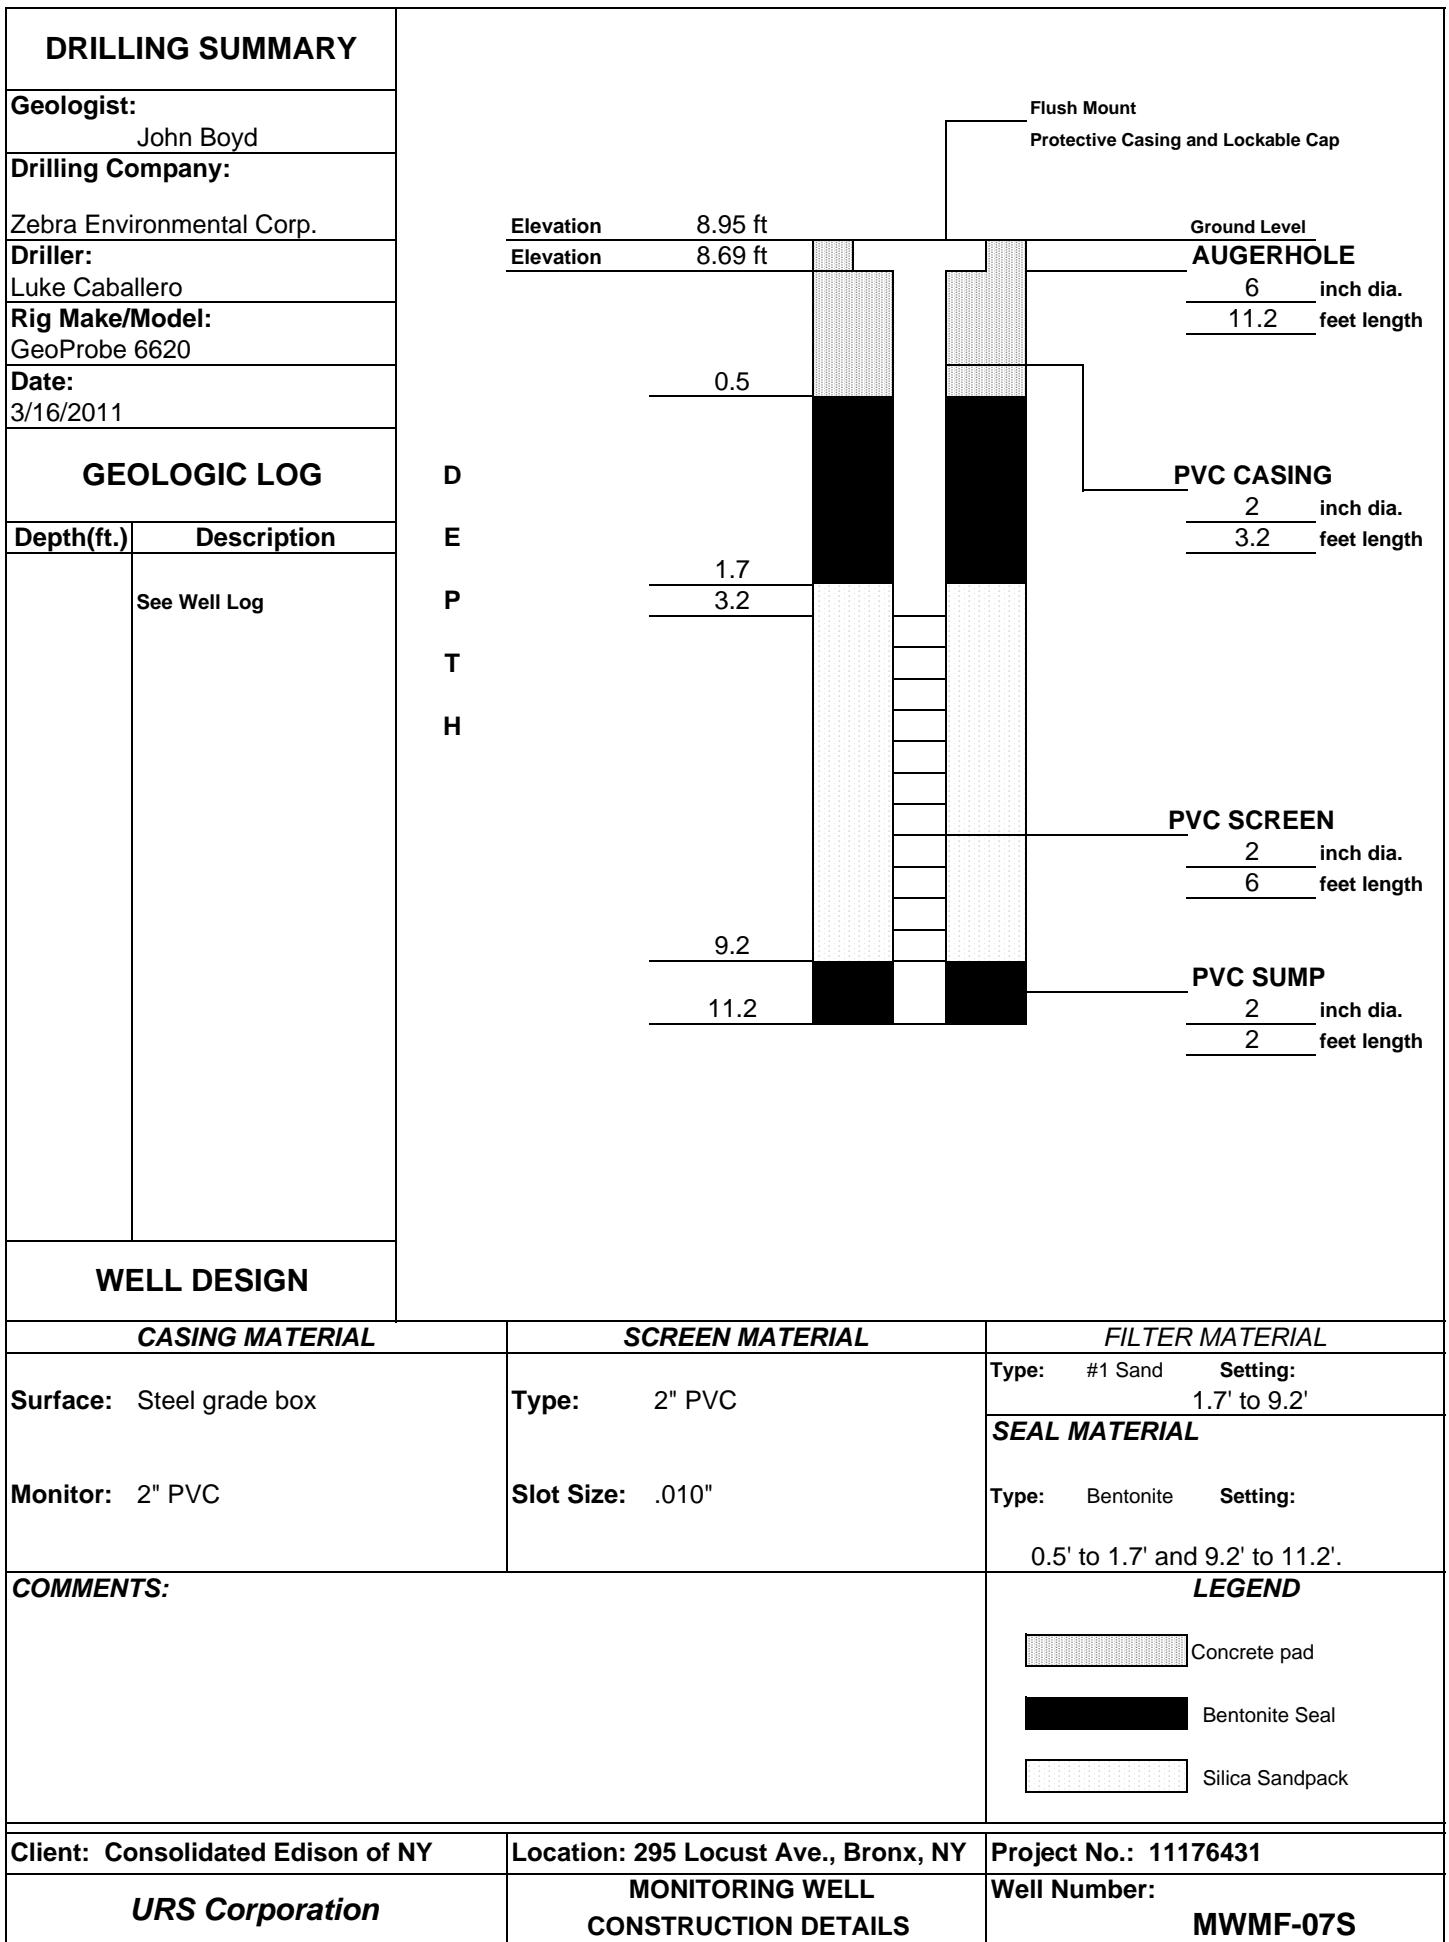 DRILLING SUMMARY
Geologist:
John Boyd
Drilling Company:
Zebra Environmental Corp.
Driller:
Luke Caballero
Rig Make/Model:
GeoProbe 6620
Date:
3/16/2011
GEOLOGIC LOG
Depth(ft.) Description
See Well Log
WELL DESIGN
Flush Mount
Protective Casing and Lockable Cap
Elevation 8.95 ft
Ground Level
Elevation 8.69 ft
AUGERHOLE
6 inch dia.
11.2 feet length
0.5
D
E
P
T
H
PVC CASING
2 inch dia.
3.2 feet length
1.7
3.2
PVC SCREEN
2 inch dia.
6 feet length
9.2
PVC SUMP
11.2
2 inch dia.
2 feet length
CASING MATERIAL
Surface: Steel grade box
Monitor: 2" PVC
SCREEN MATERIAL
Type: 2" PVC
Slot Size: .010"
FILTER MATERIAL
Type: #1 Sand Setting:
1.7' to 9.2'
SEAL MATERIAL
Type: Bentonite Setting:
0.5' to 1.7' and 9.2' to 11.2'.
COMMENTS:
LEGEND
Concrete pad
Bentonite Seal
Silica Sandpack
Client: Consolidated Edison of NY
Location: 295 Locust Ave., Bronx, NY
Project No.: 11176431
URS Corporation
MONITORING WELL
CONSTRUCTION DETAILS
Well Number:
MWMF-07S